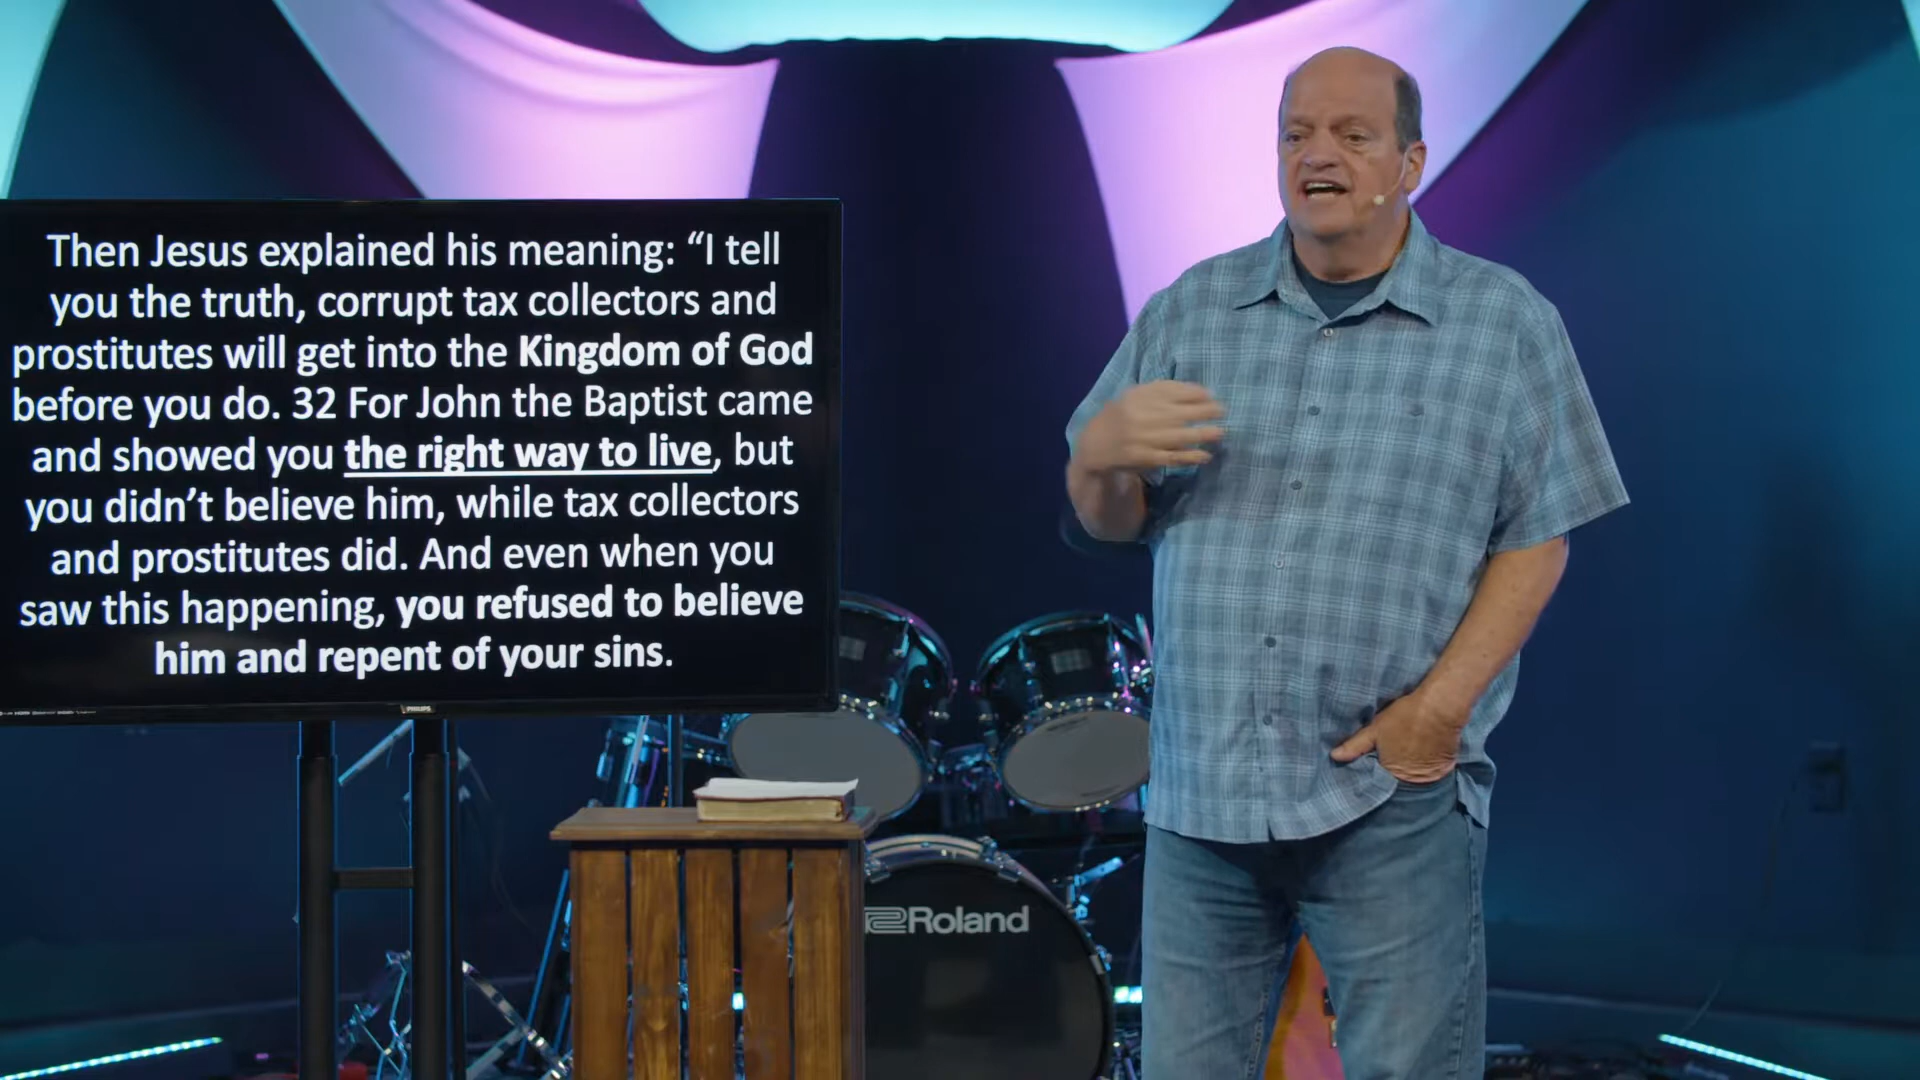 Then Jesus explained his meaning: “I tell
you the truth, corrupt tax collectors and
prostitutes will get into the Kingdom of God
before you do. 32 For John the Baptist came
and showed you the right way to live, but
you didn’t believe him, while tax collectors
and prostitutes did. And even when you
saw this happening, you refused to believe
him and repent of your sins.
PHILIPS
Roland